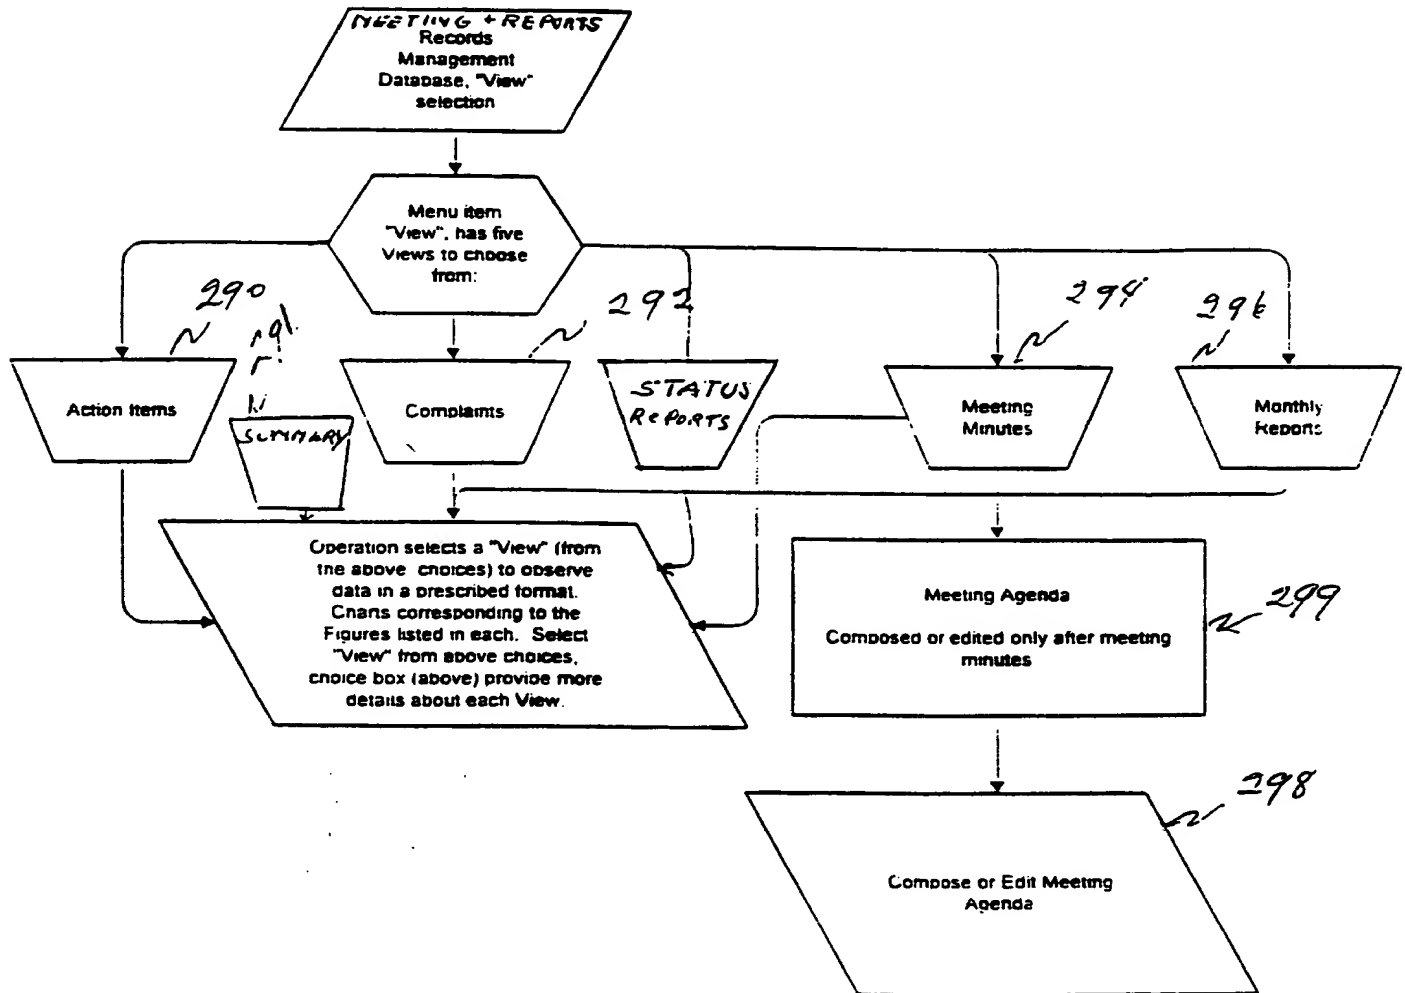 MEETING + REPORTS
Records
Management
Database, "View"
selection
Menu item
"View", has five
Views to choose
from:
290
292
294
296
Action Items
SUMMARY
Complaints
STATUS
REPORTS
Meeting
Minutes
Monthly
Reports
Operation selects a "View" (from
the above choices) to observe
data in a prescribed format.
Charts corresponding to the
Figures listed in each. Select
"View" from above choices,
choice box (above) provide more
details about each View.
Meeting Agenda
Composed or edited only after meeting
minutes
299
298
Compose or Edit Meeting
Agenda